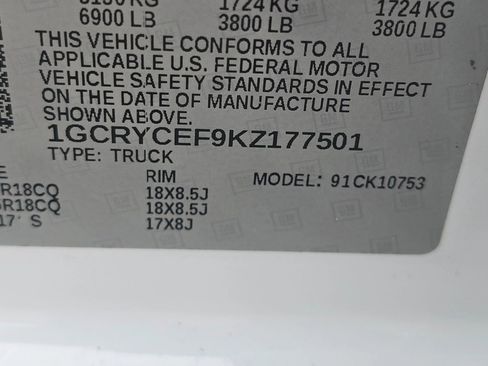 1724 KG 1724 KG
6900 LB 3800 LB 3800 LB
THIS VEHICLE CONFORMS TO ALL
APPLICABLE U.S. FEDERAL MOTOR
VEHICLE SAFETY STANDARDS IN EFFECT
ON THE DATE OF MANUFACTURE
SHOWN ABOVE.
1GCRYCEF9KZ177501
TYPE: TRUCK
RIM MODEL: 91CK10753
R18CQ 18X8.5J
R18CQ 18X8.5J
17 S 17X8J